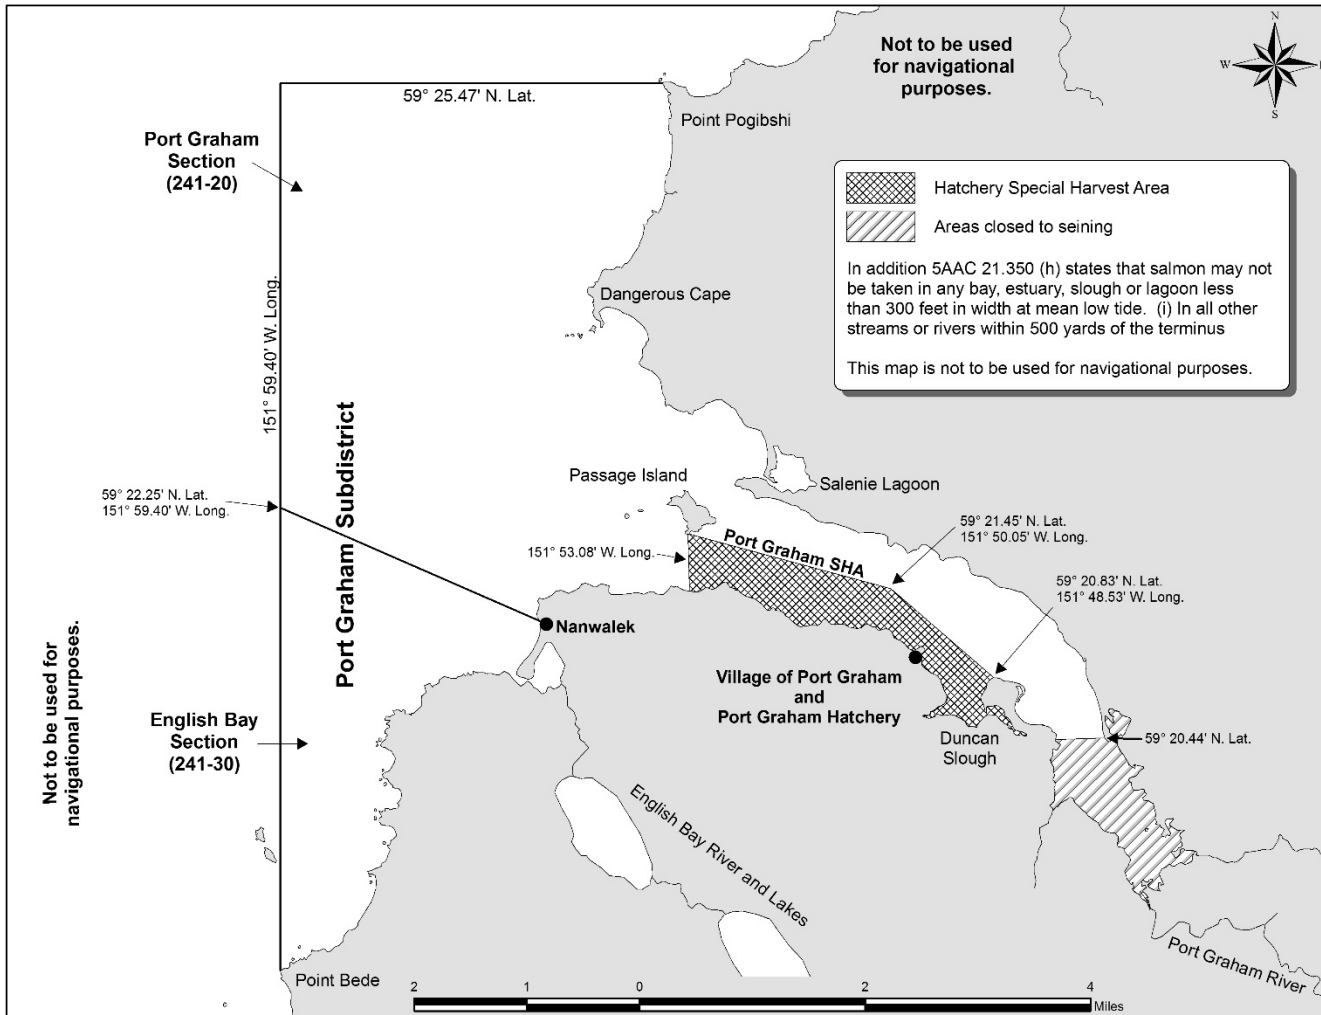 Not to be used
for navigational
purposes.
N
W
S
59° 25.47' N. Lat.
Point Pogibshi
Port Graham
Section
(241-20)
Hatchery Special Harvest Area
Areas closed to seining
In addition 5AAC 21.350 (h) states that salmon may not
be taken in any bay, estuary, slough or lagoon less
than 300 feet in width at mean low tide.  (i) In all other
streams or rivers within 500 yards of the terminus
This map is not to be used for navigational purposes.
151° 59.40' W. Long.
Dangerous Cape
Port Graham Subdistrict
Passage Island
Salenie Lagoon
59° 22.25' N. Lat.
151° 59.40' W. Long.
59° 21.45' N. Lat.
151° 50.05' W. Long.
Port Graham SHA
151° 53.08' W. Long.
59° 20.83' N. Lat.
151° 48.53' W. Long.
Nanwalek
Not to be used for
navigational purposes.
Village of Port Graham
and
Port Graham Hatchery
English Bay
Section
(241-30)
Duncan
Slough
59° 20.44' N. Lat.
English Bay River and Lakes
Port Graham River
Point Bede
2 1 0 2 4
Miles